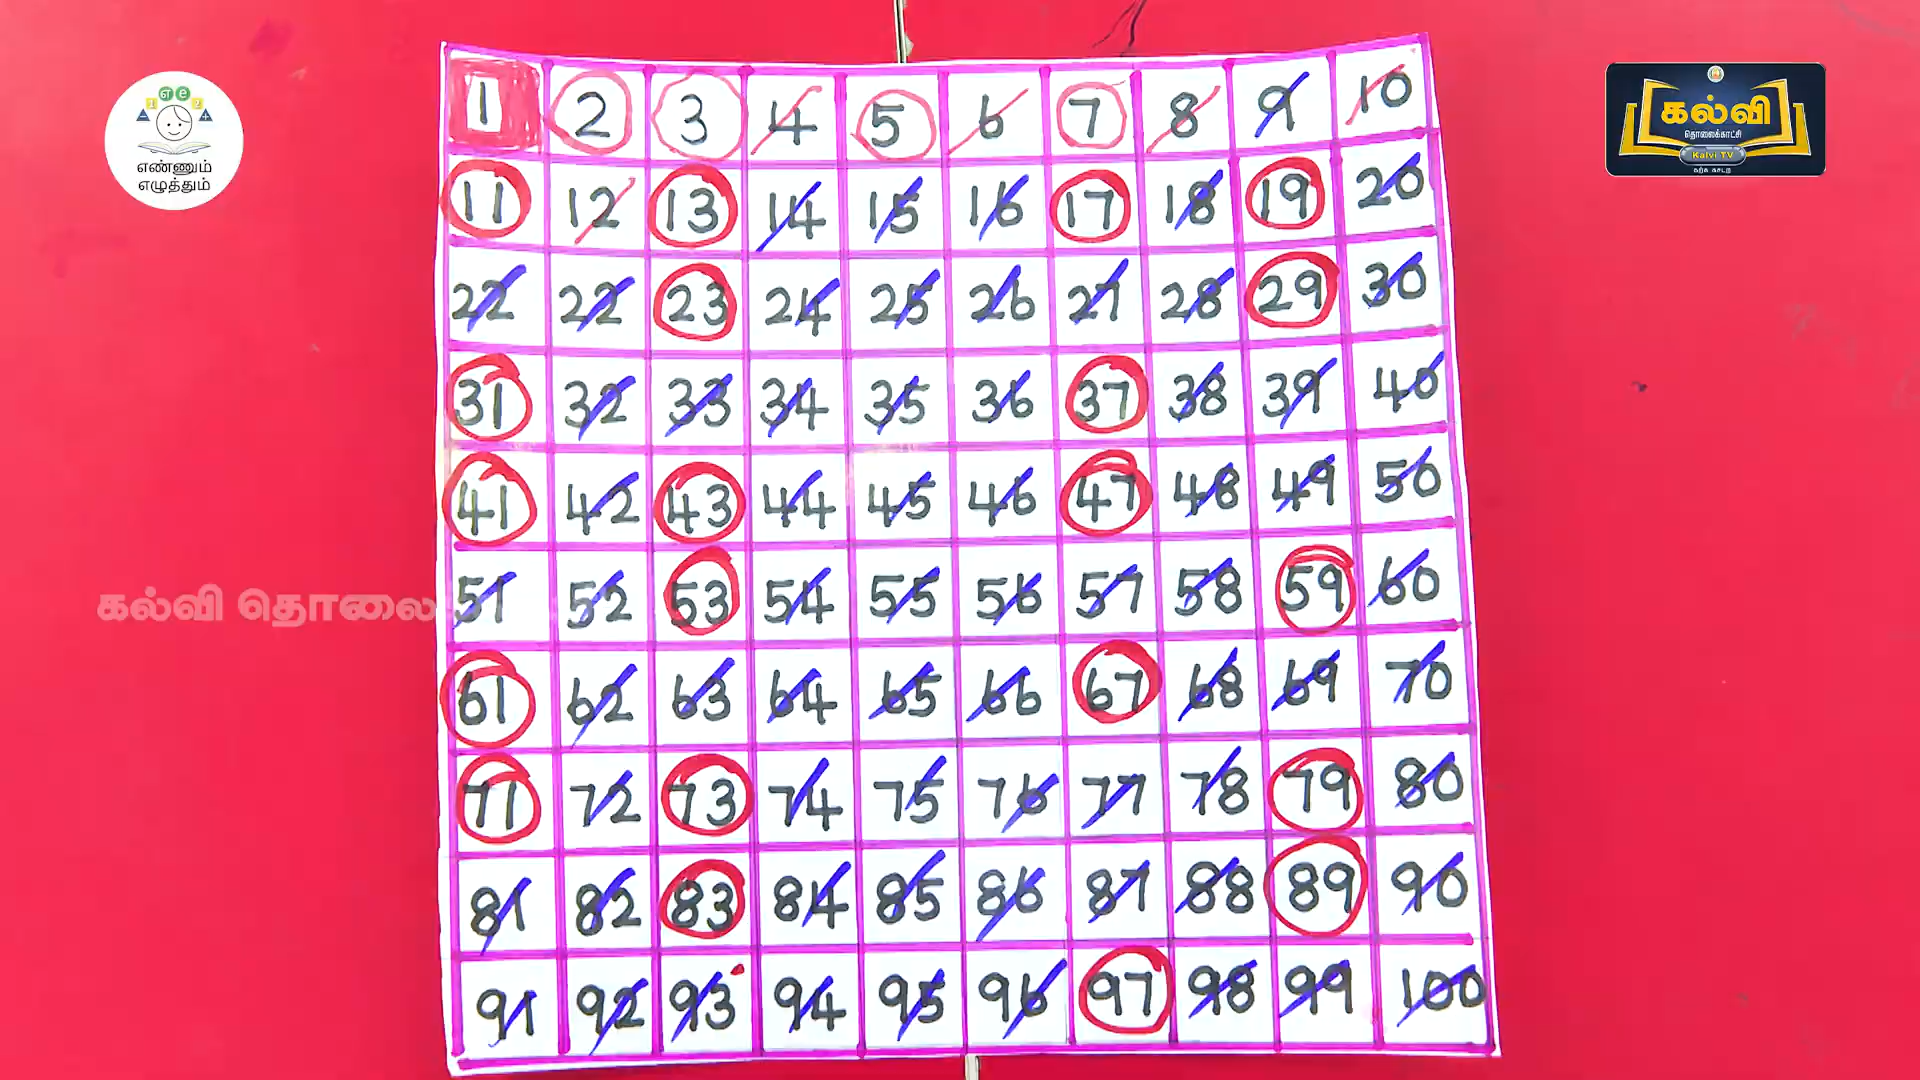 1 எ e 2
எண்ணும்
எழுத்தும்
கல்வி
தொலைக்காட்சி
Kalvi TV
கற்க கசடற
1 2 3 4 5 6 7 8 9 10
11 12 13 14 15 16 17 18 19 20
22 22 23 24 25 26 27 28 29 30
31 32 33 34 35 36 37 38 39 40
41 42 43 44 45 46 47 48 49 50
51 52 53 54 55 56 57 58 59 60
கல்வி தொலை
61 62 63 64 65 66 67 68 69 70
71 72 73 74 75 76 77 78 79 80
81 82 83 84 85 86 87 88 89 90
91 92 93 94 95 96 97 98 99 100